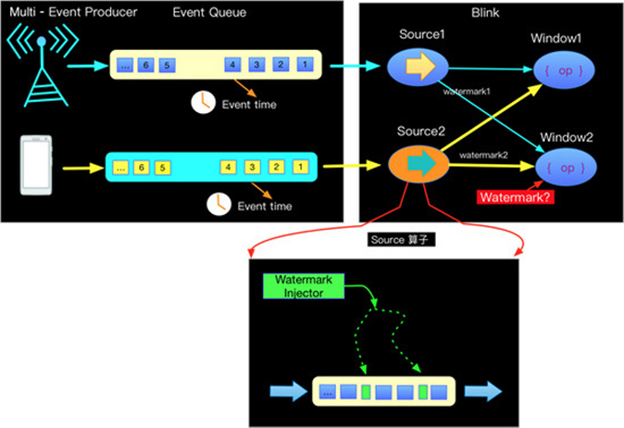 Multi - Event Producer
Event Queue
... 6 5 4 3 2 1
Event time
... 6 5 4 3 2 1
Event time
Blink
Source1
Window1
{ op }
watermark1
Source2
Window2
watermark2
{ op }
Watermark?
Source 算子
Watermark
Injector
...